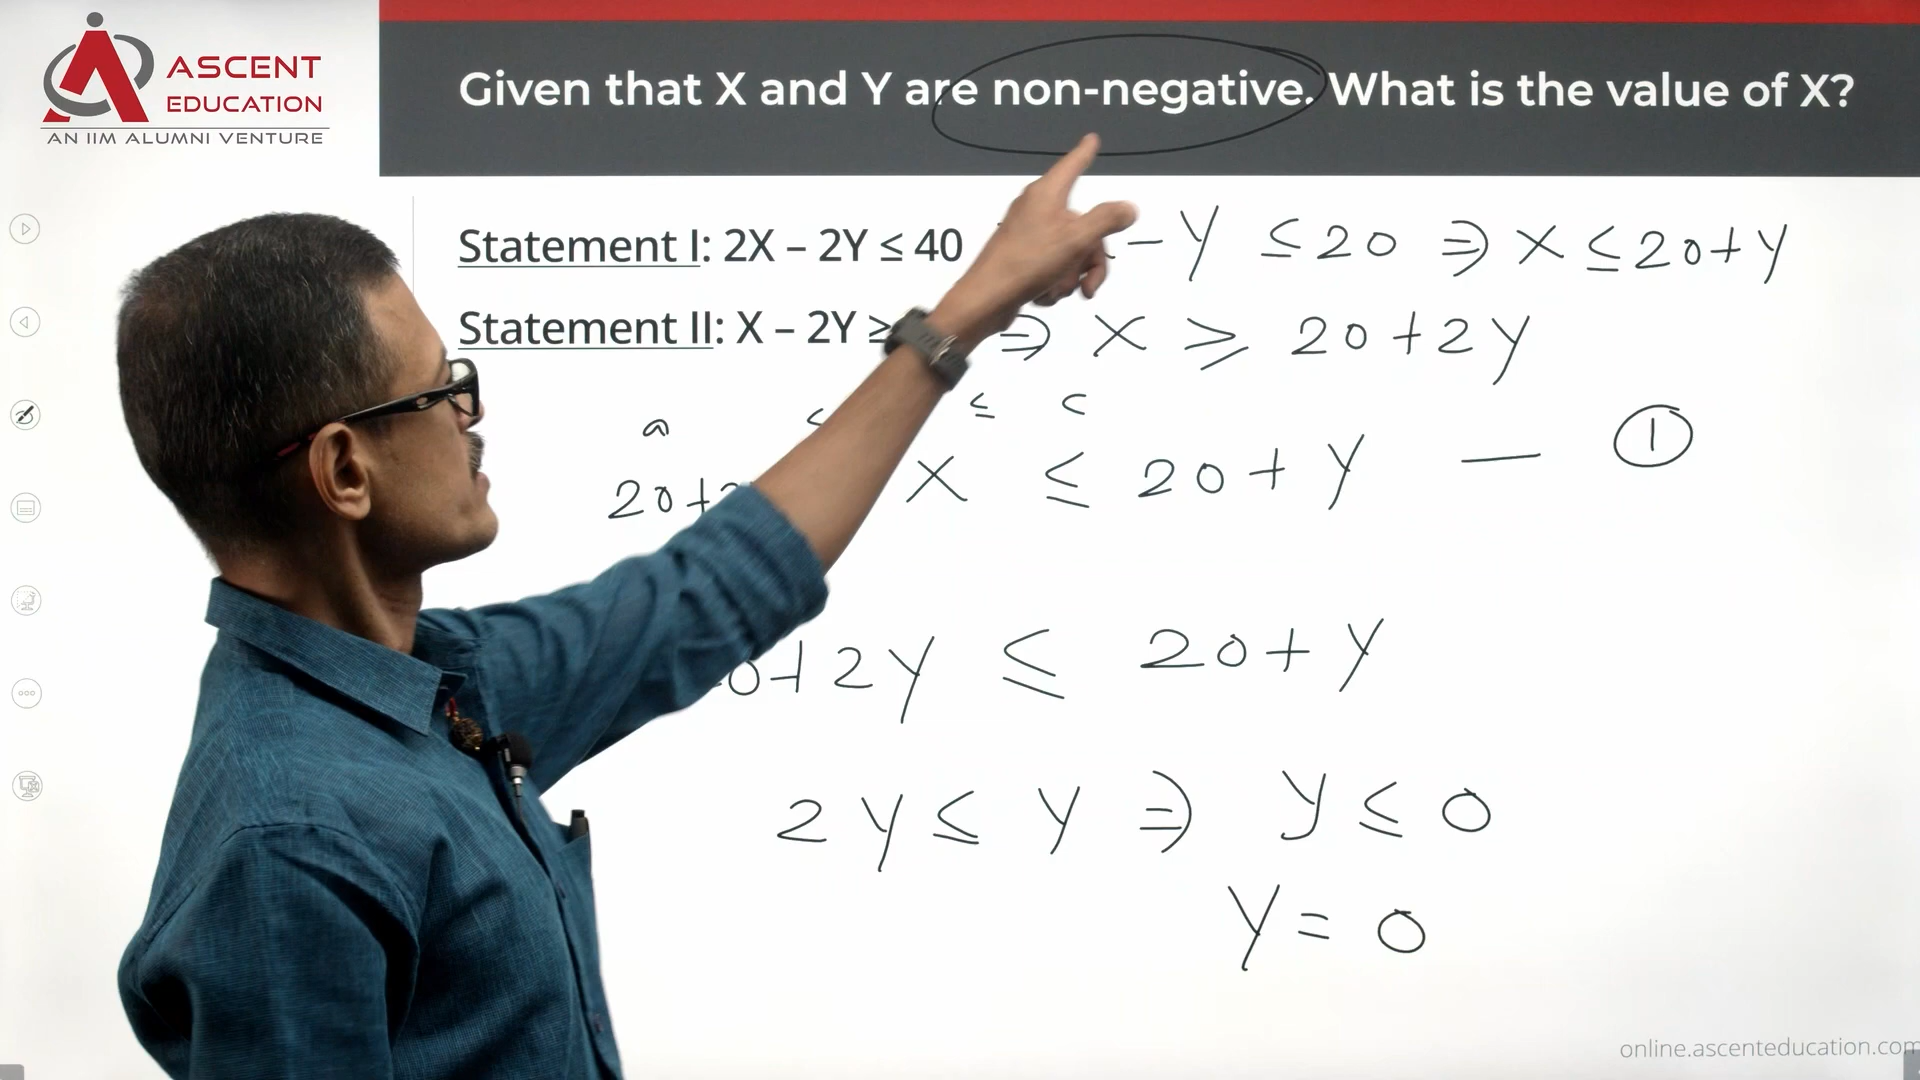 ASCENT
EDUCATION
AN IIM ALUMNI VENTURE
Given that X and Y are non-negative. What is the value of X?
Statement I: 2X – 2Y ≤ 40 – Y ≤ 20 ⇒ X ≤ 20 + Y
Statement II: X – 2Y ≥ ⇒ X ≥ 20 + 2Y
a ≤ c
20 + X ≤ 20 + Y — ①
0 + 2Y ≤ 20 + Y
2Y ≤ Y ⇒ Y ≤ 0
Y = 0
online.ascenteducation.com